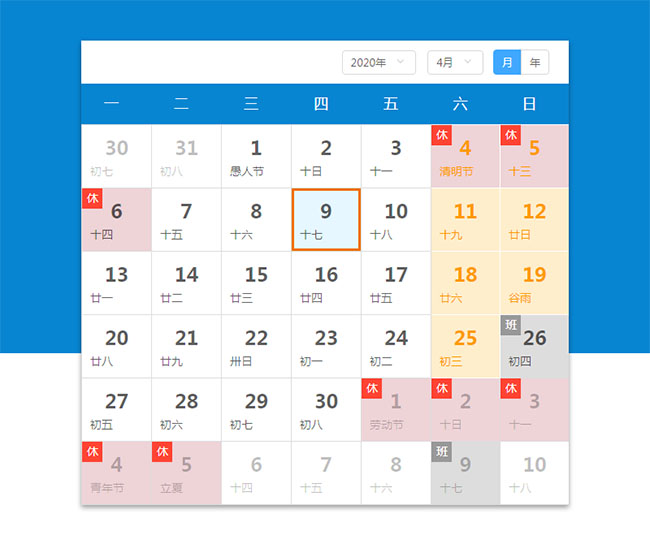 2020年 4月 月 年
一 二 三 四 五 六 日
30 31 1 2 3 休 4 休 5
初七 初八 愚人节 十日 十一 清明节 十三
休 6 7 8 9 10 11 12
十四 十五 十六 十七 十八 十九 廿日
13 14 15 16 17 18 19
廿一 廿二 廿三 廿四 廿五 廿六 谷雨
20 21 22 23 24 25 班 26
廿八 廿九 卅日 初一 初二 初三 初四
27 28 29 30 休 1 休 2 休 3
初五 初六 初七 初八 劳动节 十日 十一
休 4 休 5 6 7 8 班 9 10
青年节 立夏 十四 十五 十六 十七 十八